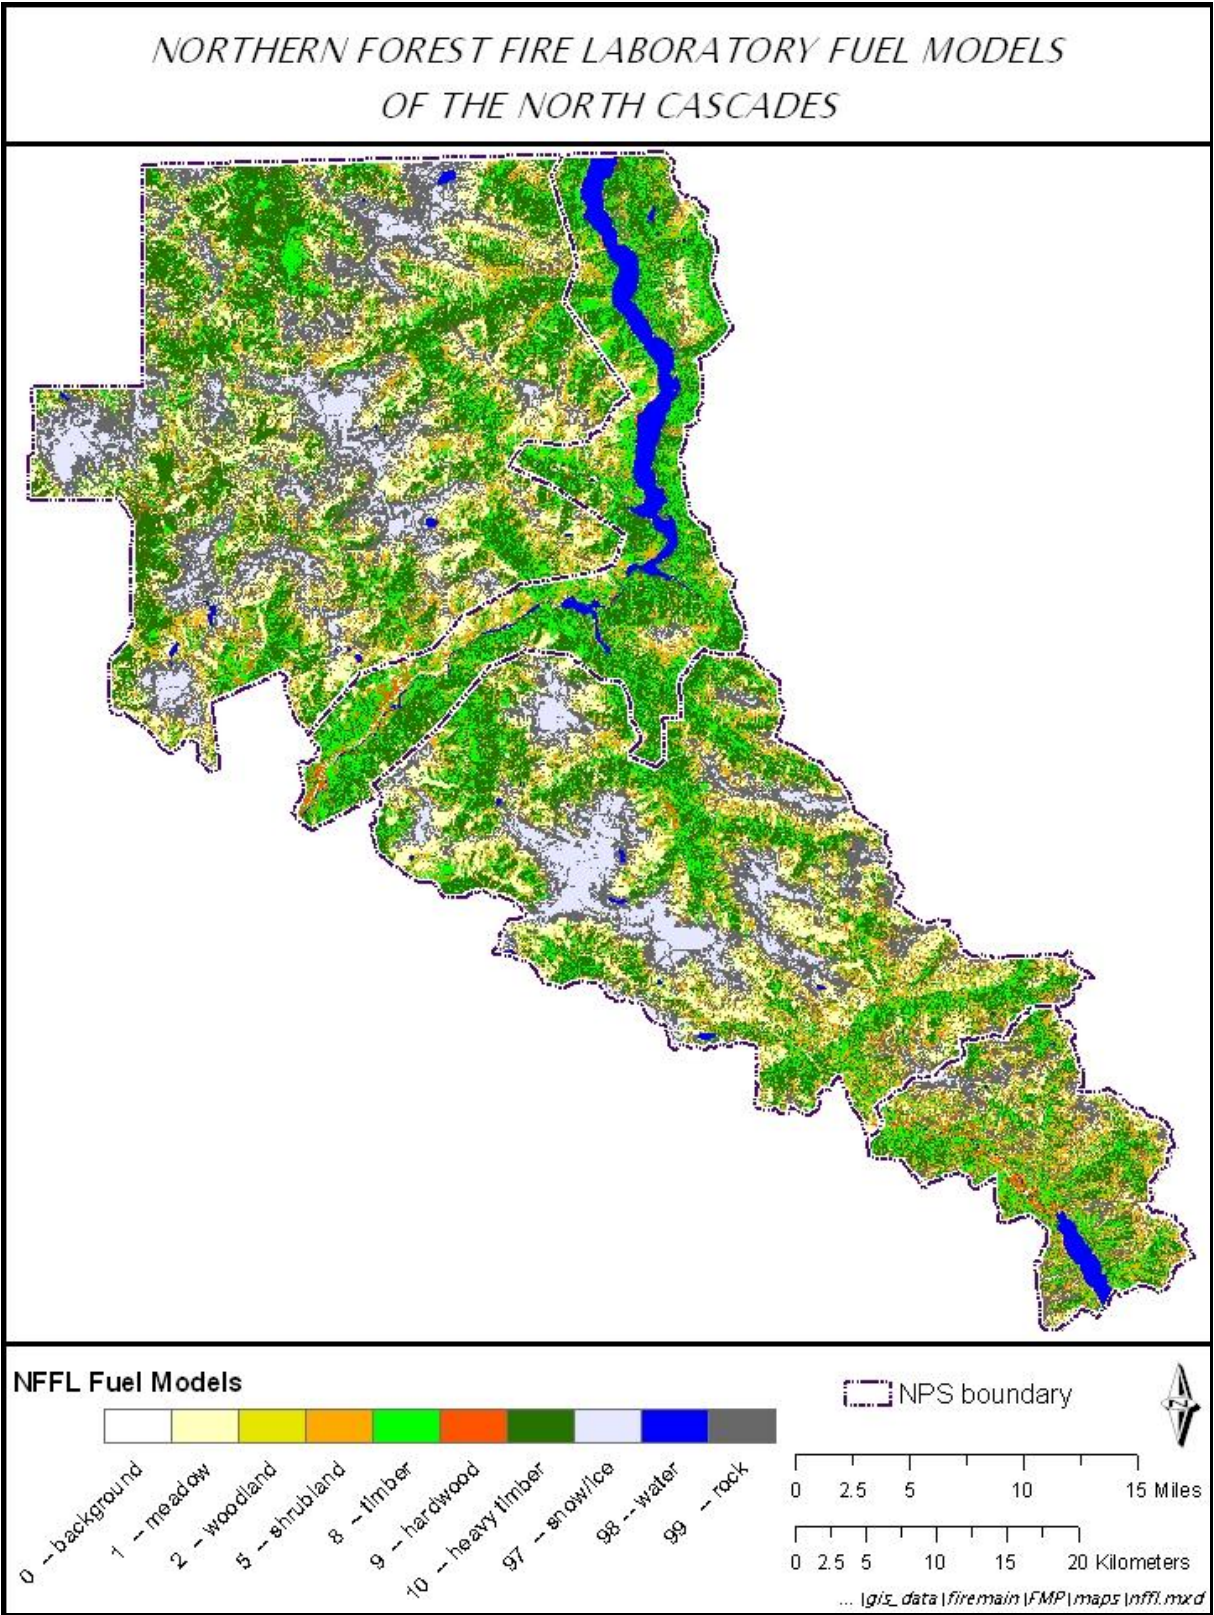 NORTHERN FOREST FIRE LABORATORY FUEL MODELS
OF THE NORTH CASCADES
NFFL Fuel Models
0 -- background
1 -- meadow
2 -- woodland
5 -- shrubland
8 -- timber
9 -- hardwood
10 -- heavy timber
97 -- snow/ice
98 -- water
99 -- rock
NPS boundary
N
0 2.5 5 10 15 Miles
0 2.5 5 10 15 20 Kilometers
... \gis_data\firemain\FMP\maps\nffl.mxd